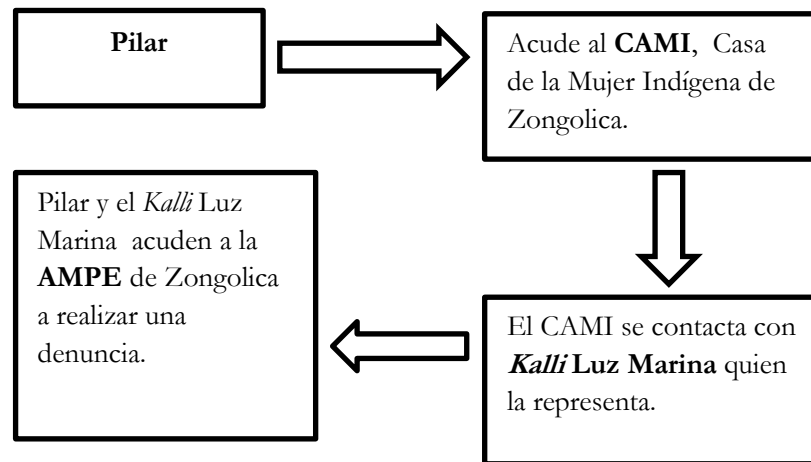 Pilar
Acude al CAMI, Casa
de la Mujer Indígena de
Zongolica.
El CAMI se contacta con
Kalli Luz Marina quien
la representa.
Pilar y el Kalli Luz
Marina acuden a la
AMPE de Zongolica
a realizar una
denuncia.